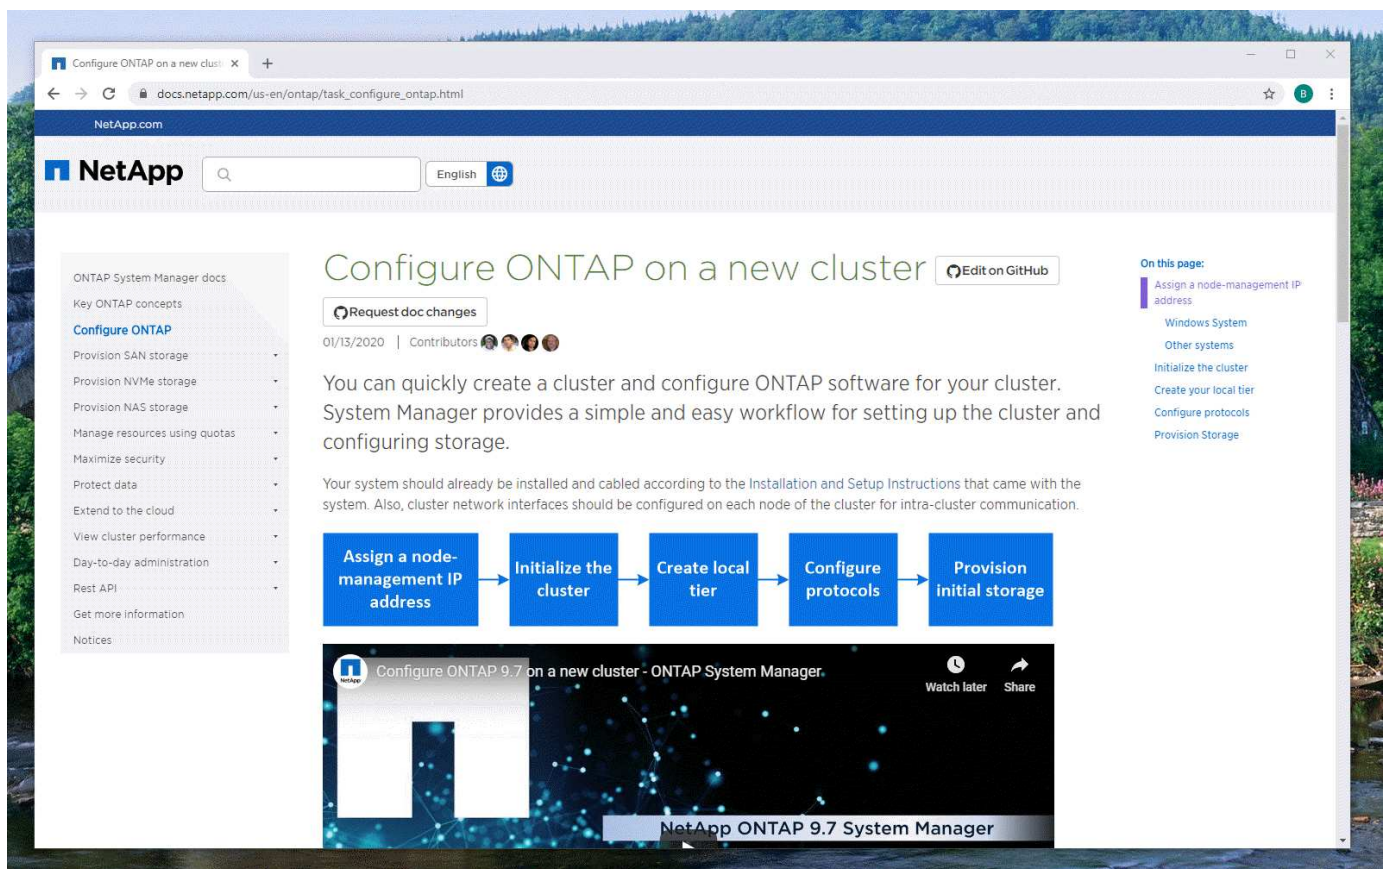 Configure ONTAP on a new clust
docs.netapp.com/us-en/ontap/task_configure_ontap.html
B
NetApp.com
NetApp
English
ONTAP System Manager docs
Key ONTAP concepts
Configure ONTAP
Provision SAN storage
Provision NVMe storage
Provision NAS storage
Manage resources using quotas
Maximize security
Protect data
Extend to the cloud
View cluster performance
Day-to-day administration
Rest API
Get more information
Notices
Configure ONTAP on a new cluster
Edit on GitHub
Request doc changes
01/13/2020 | Contributors
You can quickly create a cluster and configure ONTAP software for your cluster.
System Manager provides a simple and easy workflow for setting up the cluster and
configuring storage.
Your system should already be installed and cabled according to the Installation and Setup Instructions that came with the
system. Also, cluster network interfaces should be configured on each node of the cluster for intra-cluster communication.
Assign a node-
management IP
address
Initialize the
cluster
Create local
tier
Configure
protocols
Provision
initial storage
NetApp
Configure ONTAP 9.7 on a new cluster - ONTAP System Manager
Watch later
Share
NetApp ONTAP 9.7 System Manager
On this page:
Assign a node-management IP
address
Windows System
Other systems
Initialize the cluster
Create your local tier
Configure protocols
Provision Storage